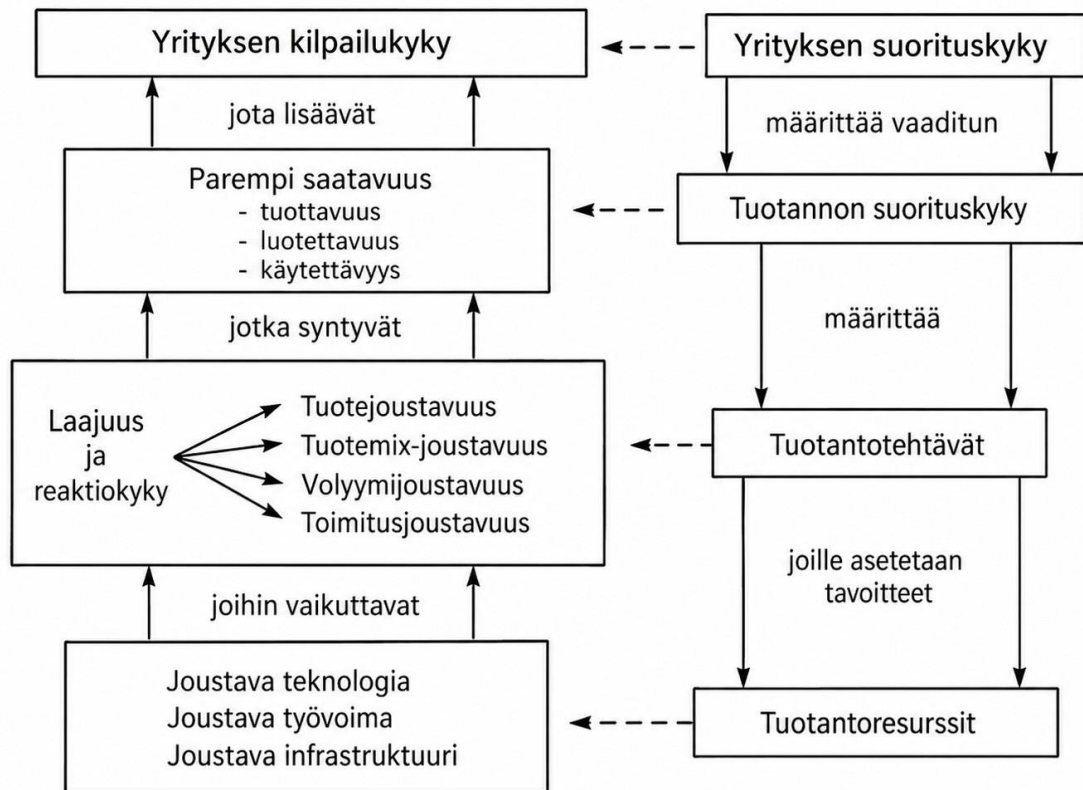 Yrityksen kilpailukyky
Yrityksen suorituskyky
jota lisäävät
määrittää vaaditun
Parempi saatavuus
- tuottavuus
- luotettavuus
- käytettävyys
Tuotannon suorituskyky
jotka syntyvät
määrittää
Laajuus
ja
reaktiokyky
Tuotejoustavuus
Tuotemix-joustavuus
Volyymijoustavuus
Toimitusjoustavuus
Tuotantotehtävät
joihin vaikuttavat
joille asetetaan
tavoitteet
Joustava teknologia
Joustava työvoima
Joustava infrastruktuuri
Tuotantoresurssit